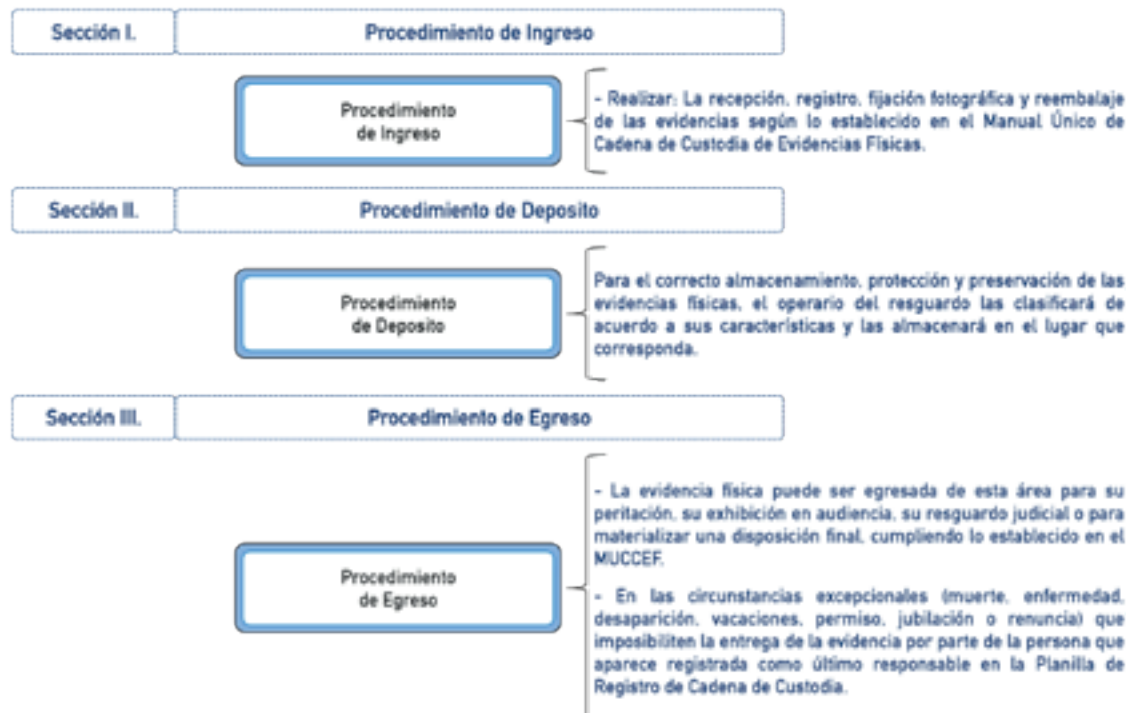 Sección I.
Procedimiento de Ingreso
Procedimiento
de Ingreso
- Realizar: La recepción, registro, fijación fotográfica y reembalaje
de las evidencias según lo establecido en el Manual Único de
Cadena de Custodia de Evidencias Físicas.
Sección II.
Procedimiento de Deposito
Procedimiento
de Deposito
Para el correcto almacenamiento, protección y preservación de las
evidencias físicas, el operario del resguardo las clasificará de
acuerdo a sus características y las almacenará en el lugar que
corresponda.
Sección III.
Procedimiento de Egreso
Procedimiento
de Egreso
- La evidencia física puede ser egresada de esta área para su
peritación, su exhibición en audiencia, su resguardo judicial o para
materializar una disposición final, cumpliendo lo establecido en el
MUCCEF.
- En las circunstancias excepcionales (muerte, enfermedad,
desaparición, vacaciones, permiso, jubilación o renuncia) que
imposibiliten la entrega de la evidencia por parte de la persona que
aparece registrada como último responsable en la Planilla de
Registro de Cadena de Custodia.